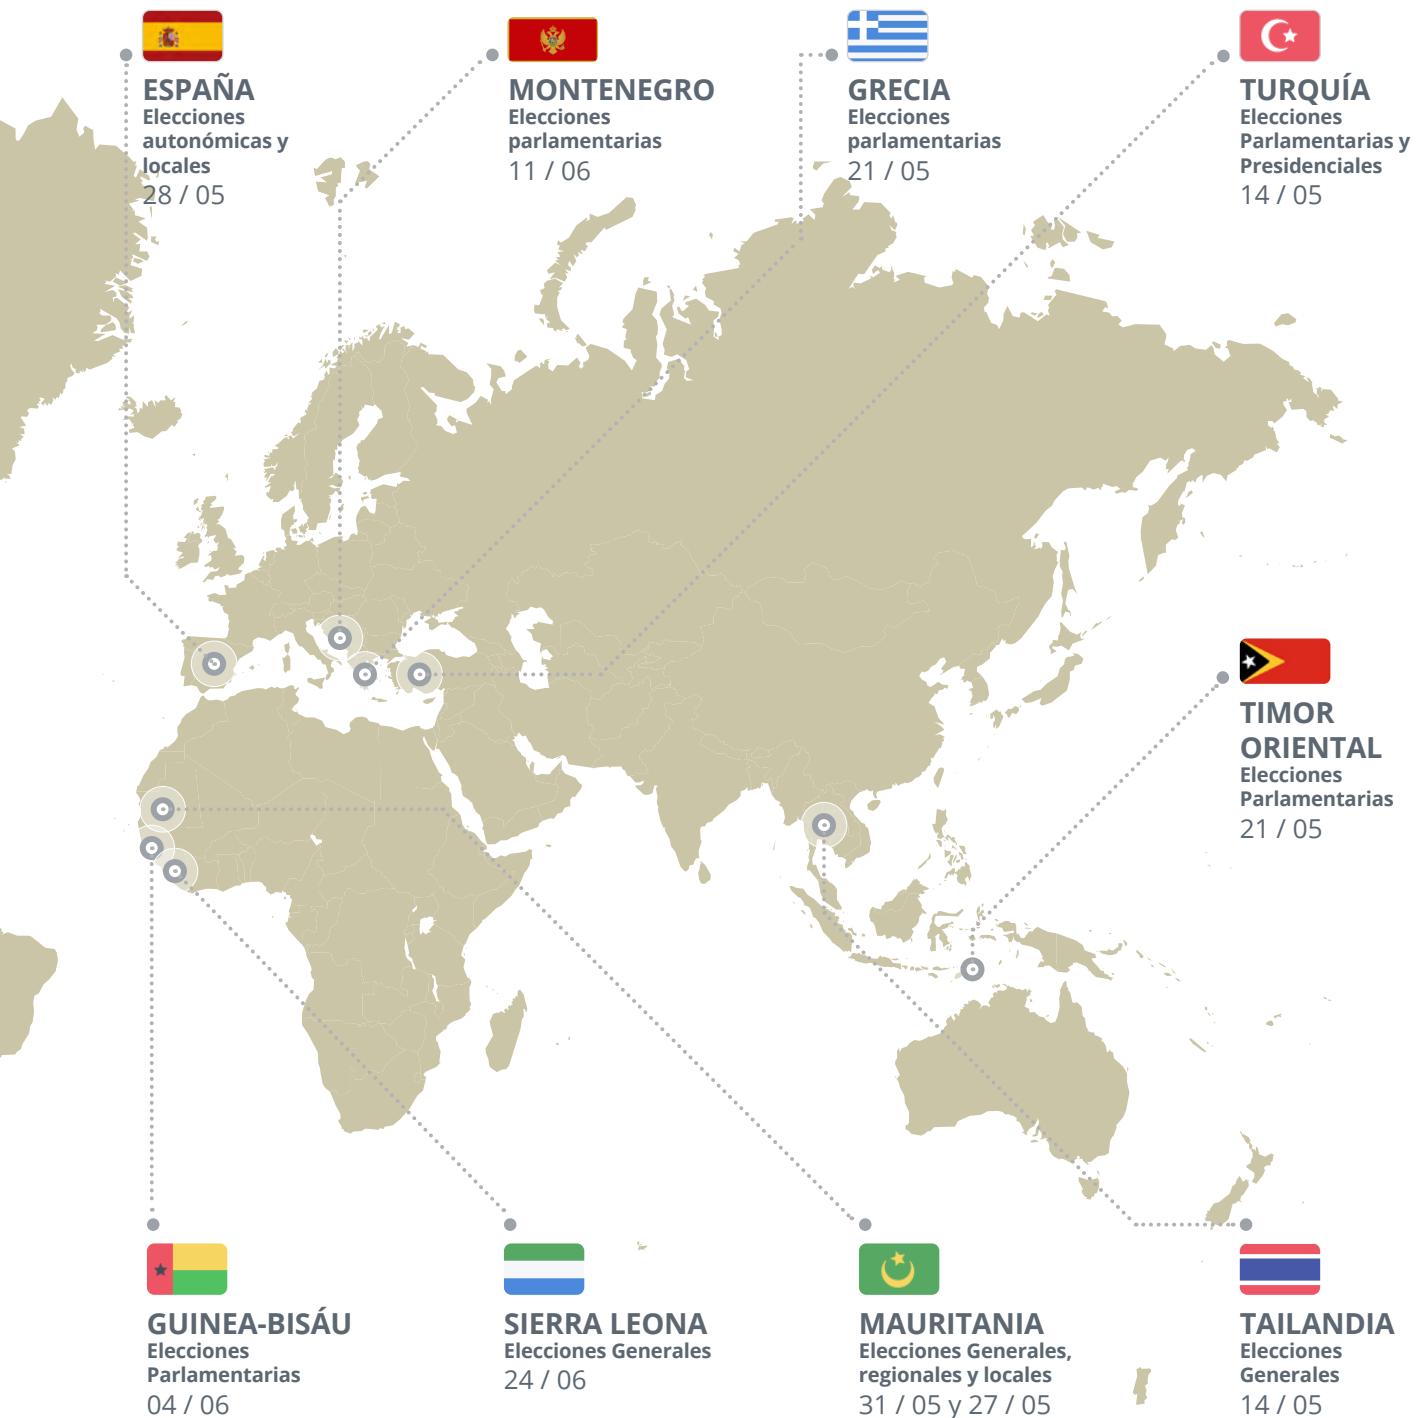 ESPAÑA
Elecciones
autonómicas y
locales
28 / 05
MONTENEGRO
Elecciones
parlamentarias
11 / 06
GRECIA
Elecciones
parlamentarias
21 / 05
TURQUÍA
Elecciones
Parlamentarias y
Presidenciales
14 / 05
TIMOR
ORIENTAL
Elecciones
Parlamentarias
21 / 05
GUINEA-BISÁU
Elecciones
Parlamentarias
04 / 06
SIERRA LEONA
Elecciones Generales
24 / 06
MAURITANIA
Elecciones Generales,
regionales y locales
31 / 05 y 27 / 05
TAILANDIA
Elecciones
Generales
14 / 05